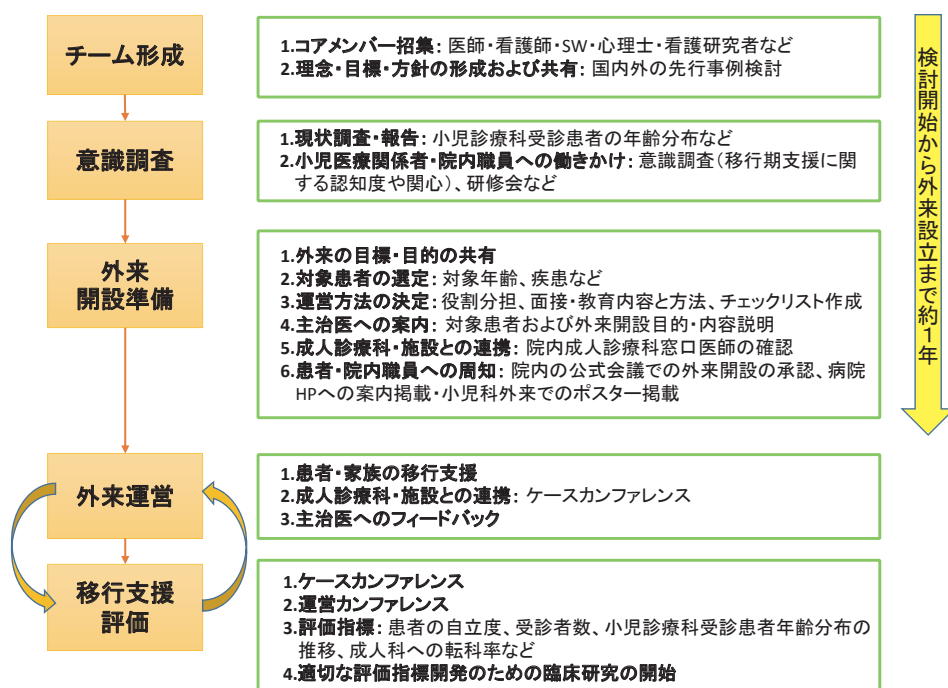 チーム形成
1.コアメンバー招集: 医師・看護師・SW・心理士・看護研究者など
2.理念・目標・方針の形成および共有: 国内外の先行事例検討
意識調査
1.現状調査・報告: 小児診療科受診患者の年齢分布など
2.小児医療関係者・院内職員への働きかけ: 意識調査(移行期支援に関
する認知度や関心)、研修会など
外来
開設準備
1.外来の目標・目的の共有
2.対象患者の選定: 対象年齢、疾患など
3.運営方法の決定: 役割分担、面接・教育内容と方法、チェックリスト作成
4.主治医への案内: 対象患者および外来開設目的・内容説明
5.成人診療科・施設との連携: 院内成人診療科窓口医師の確認
6.患者・院内職員への周知: 院内の公式会議での外来開設の承認、病院
HPへの案内掲載・小児科外来でのポスター掲載
外来運営
1.患者・家族の移行支援
2.成人診療科・施設との連携: ケースカンファレンス
3.主治医へのフィードバック
移行支援
評価
1.ケースカンファレンス
2.運営カンファレンス
3.評価指標: 患者の自立度、受診者数、小児診療科受診患者年齢分布の
推移、成人科への転科率など
4.適切な評価指標開発のための臨床研究の開始
検討開始から外来設立まで約1年